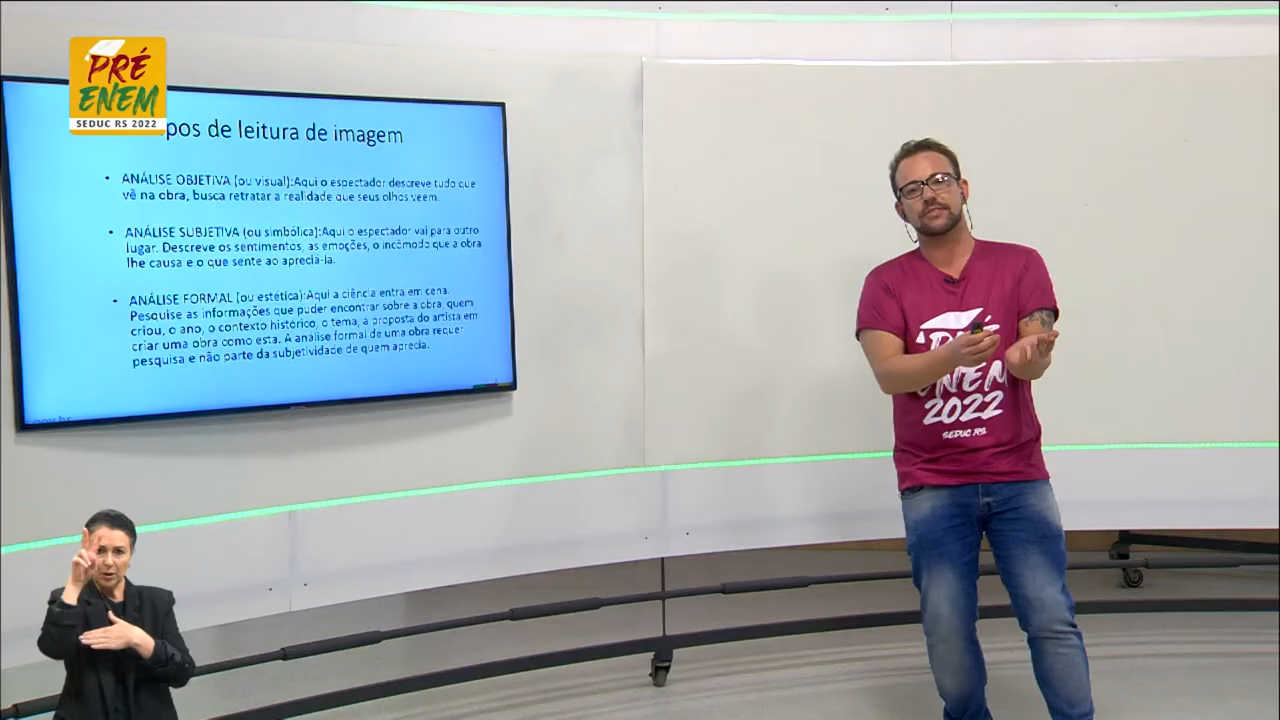 PRÉ
ENEM
SEDUC RS 2022
pos de leitura de imagem
• ANÁLISE OBJETIVA (ou visual):Aqui o espectador descreve tudo que
vê na obra, busca retratar a realidade que seus olhos veem.
• ANÁLISE SUBJETIVA (ou simbólica):Aqui o espectador vai para outro
lugar. Descreve os sentimentos, as emoções, o incômodo que a obra
lhe causa e o que sente ao apreciá-la.
• ANÁLISE FORMAL (ou estética):Aqui a ciência entra em cena.
Pesquise as informações que puder encontrar sobre a obra, quem
criou, o ano, o contexto histórico, o tema, a proposta do artista em
criar uma obra como esta. A análise formal de uma obra requer
pesquisa e não parte da subjetividade de quem aprecia.
PRÉ
ENEM
2022
SEDUC RS